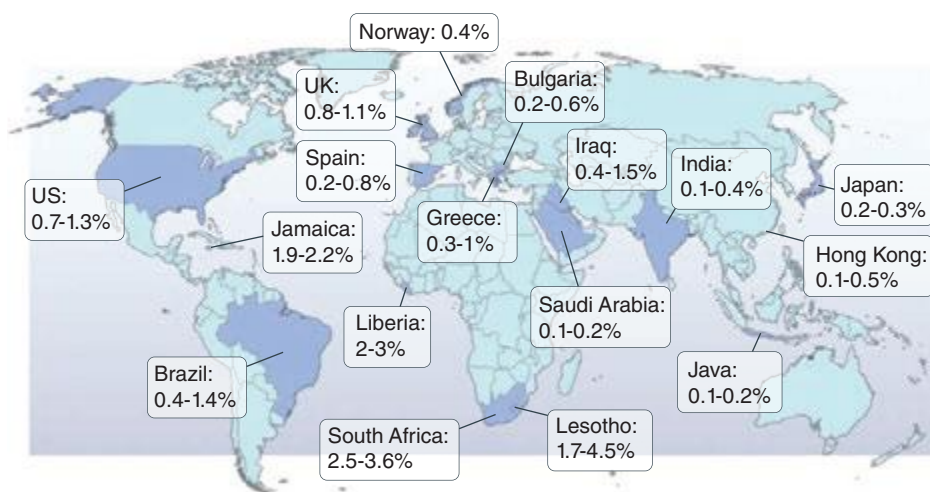 Norway: 0.4%
UK:
0.8-1.1%
Bulgaria:
0.2-0.6%
Spain:
0.2-0.8%
Iraq:
0.4-1.5%
India:
0.1-0.4%
Japan:
0.2-0.3%
US:
0.7-1.3%
Jamaica:
1.9-2.2%
Greece:
0.3-1%
Hong Kong:
0.1-0.5%
Liberia:
2-3%
Saudi Arabia:
0.1-0.2%
Brazil:
0.4-1.4%
Java:
0.1-0.2%
South Africa:
2.5-3.6%
Lesotho:
1.7-4.5%